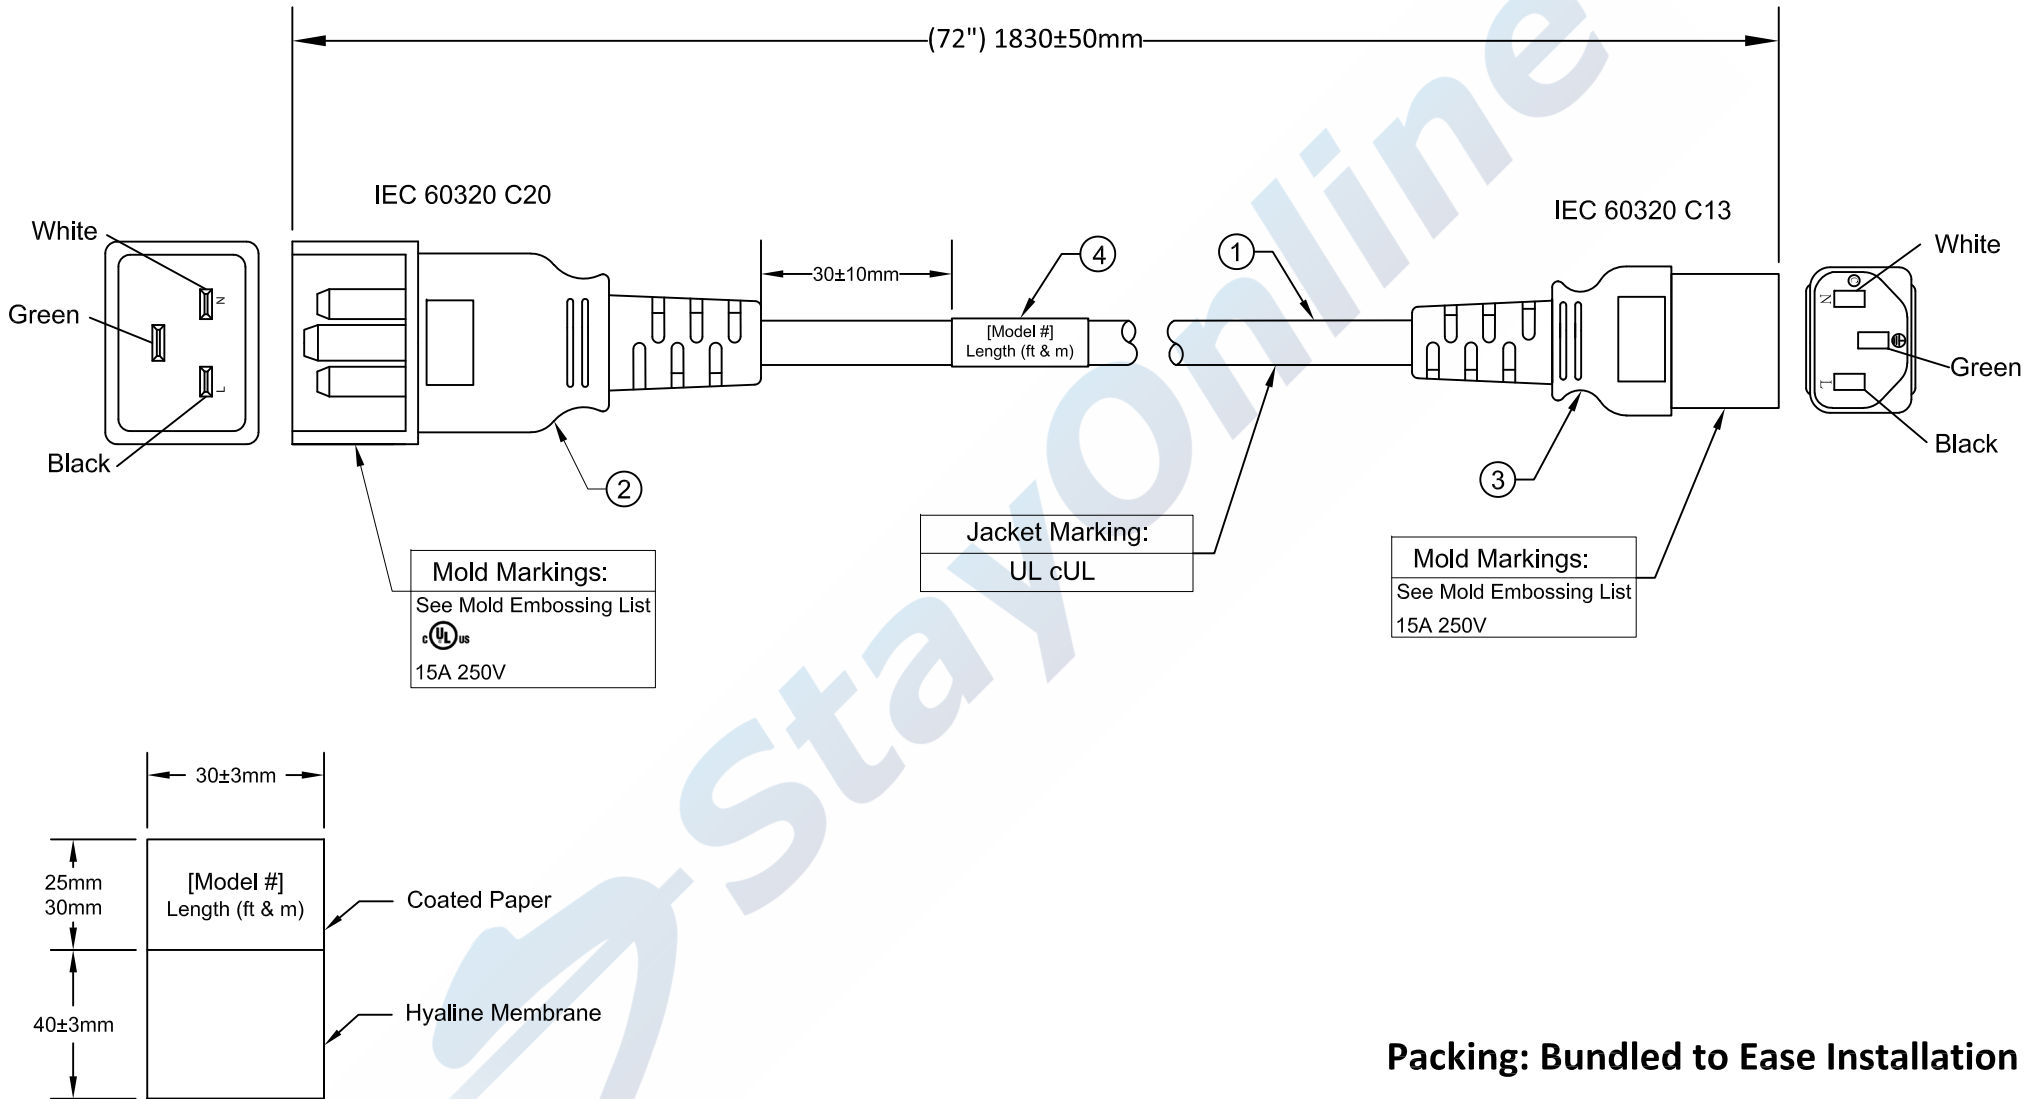 (72") 1830±50mm
IEC 60320 C20
IEC 60320 C13
White
Green
Black
N
L
30±10mm
4
1
[Model #]
Length (ft & m)
2
3
N
L
White
Green
Black
Mold Markings:
See Mold Embossing List
c UL us
15A 250V
Jacket Marking:
UL cUL
Mold Markings:
See Mold Embossing List
15A 250V
30±3mm
25mm
30mm
[Model #]
Length (ft & m)
Coated Paper
40±3mm
Hyaline Membrane
StayOnline
Packing: Bundled to Ease Installation